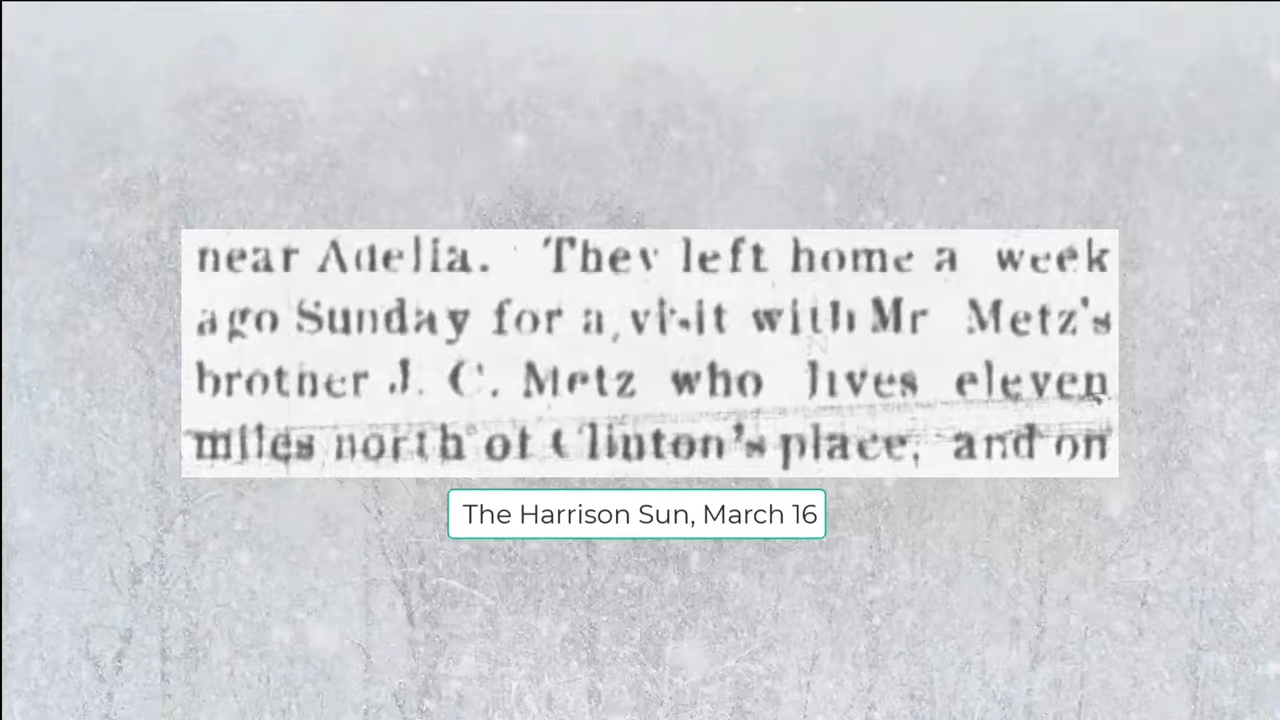 near Adelia. They left home a week
ago Sunday for a visit with Mr Metz's
brother J. C. Metz who lives eleven
miles north of Clinton's place, and on
The Harrison Sun, March 16